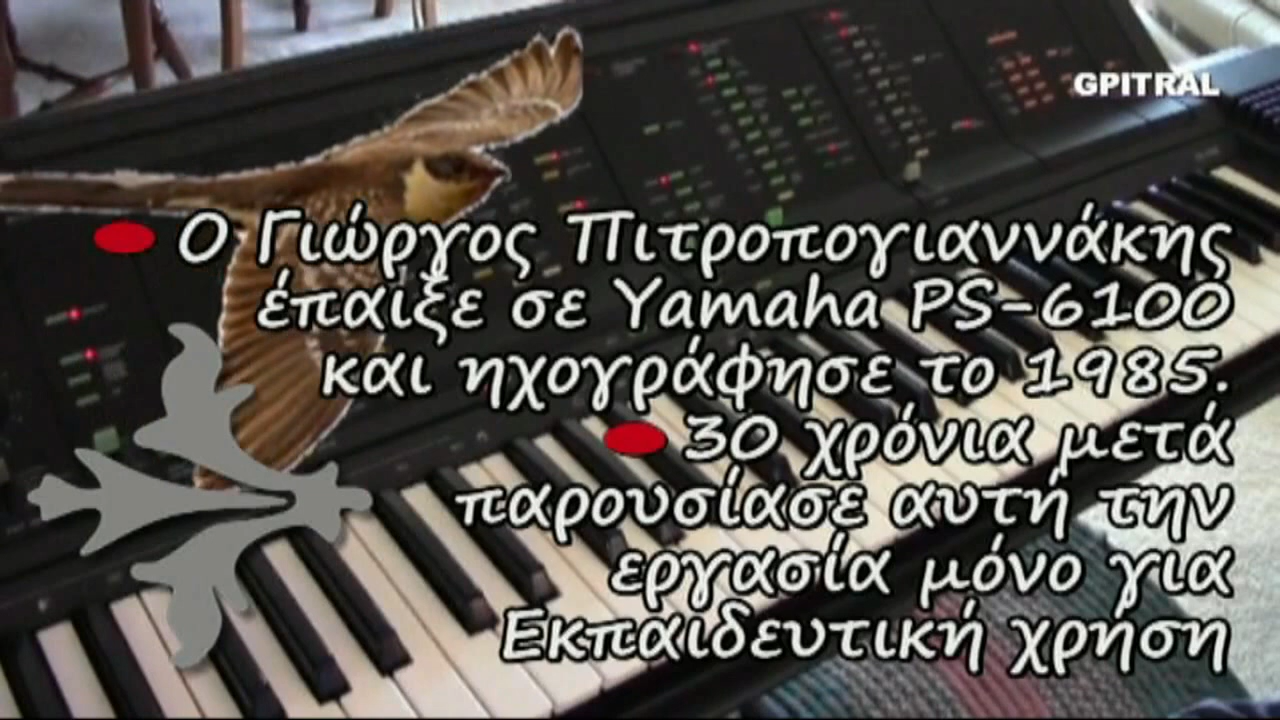 GPITRAL
Ο Γιώργος Πιτροπογιαννάκης
έπαιξε σε Yamaha PS-6100
και ηχογράφησε το 1985.
30 χρόνια μετά
παρουσίασε αυτή την
εργασία μόνο για
Εκπαιδευτική χρήση